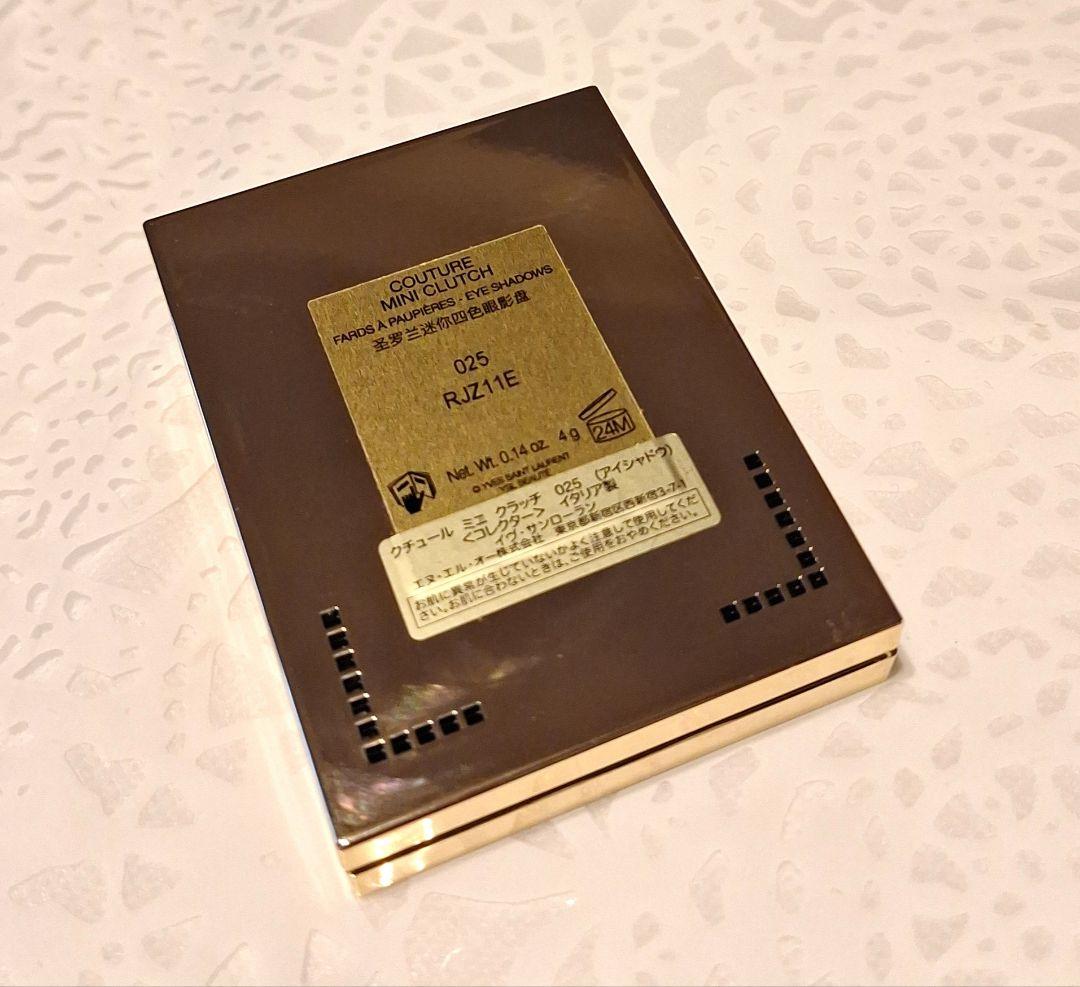 COUTURE
MINI CLUTCH
FARDS À PAUPIÈRES - EYE SHADOWS
圣罗兰迷你四色眼影盘
025
RJZ11E
24M
Net. Wt. 0.14 oz. 4 g
© YVES SAINT LAURENT
YSL BEAUTÉ
クチュール ミニ クラッチ 025 (アイシャドウ)
<コレクター> イタリア製
イヴ・サンローラン
エヌ・エル・オー株式会社 東京都新宿区西新宿3-7-1
お肌に異常が生じていないかよく注意して使用してくだ
さい。お肌に合わないときは、ご使用をおやめください。